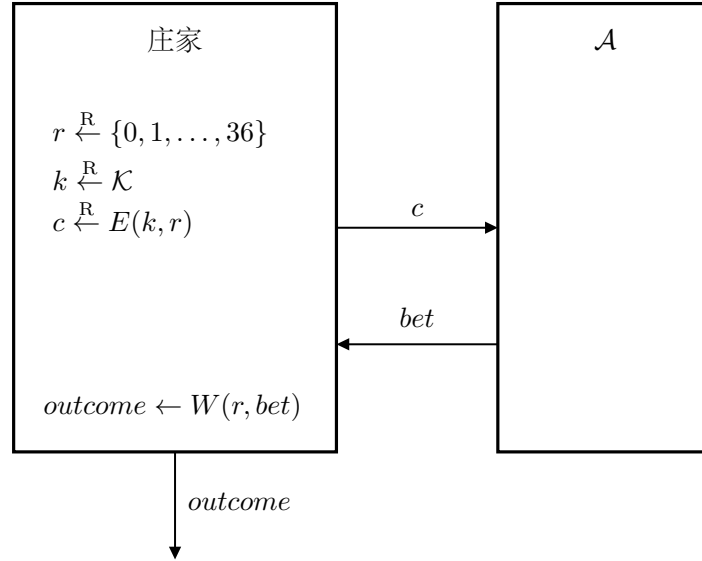 庄家
𝒜
r ←ᴿ {0, 1, . . . , 36}
k ←ᴿ 𝒦
c ←ᴿ E(k, r)
c
bet
outcome ← W(r, bet)
outcome